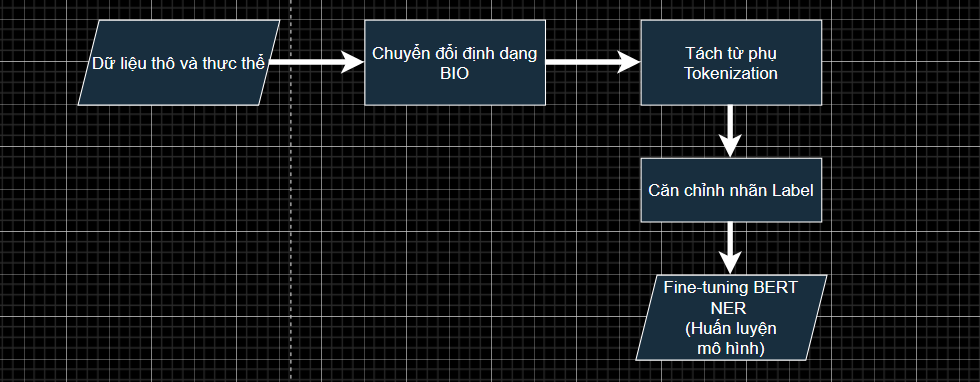 Dữ liệu thô và thực thể
Chuyển đổi định dạng
BIO
Tách từ phụ
Tokenization
Căn chỉnh nhãn Label
Fine-tuning BERT
NER
(Huấn luyện
mô hình)